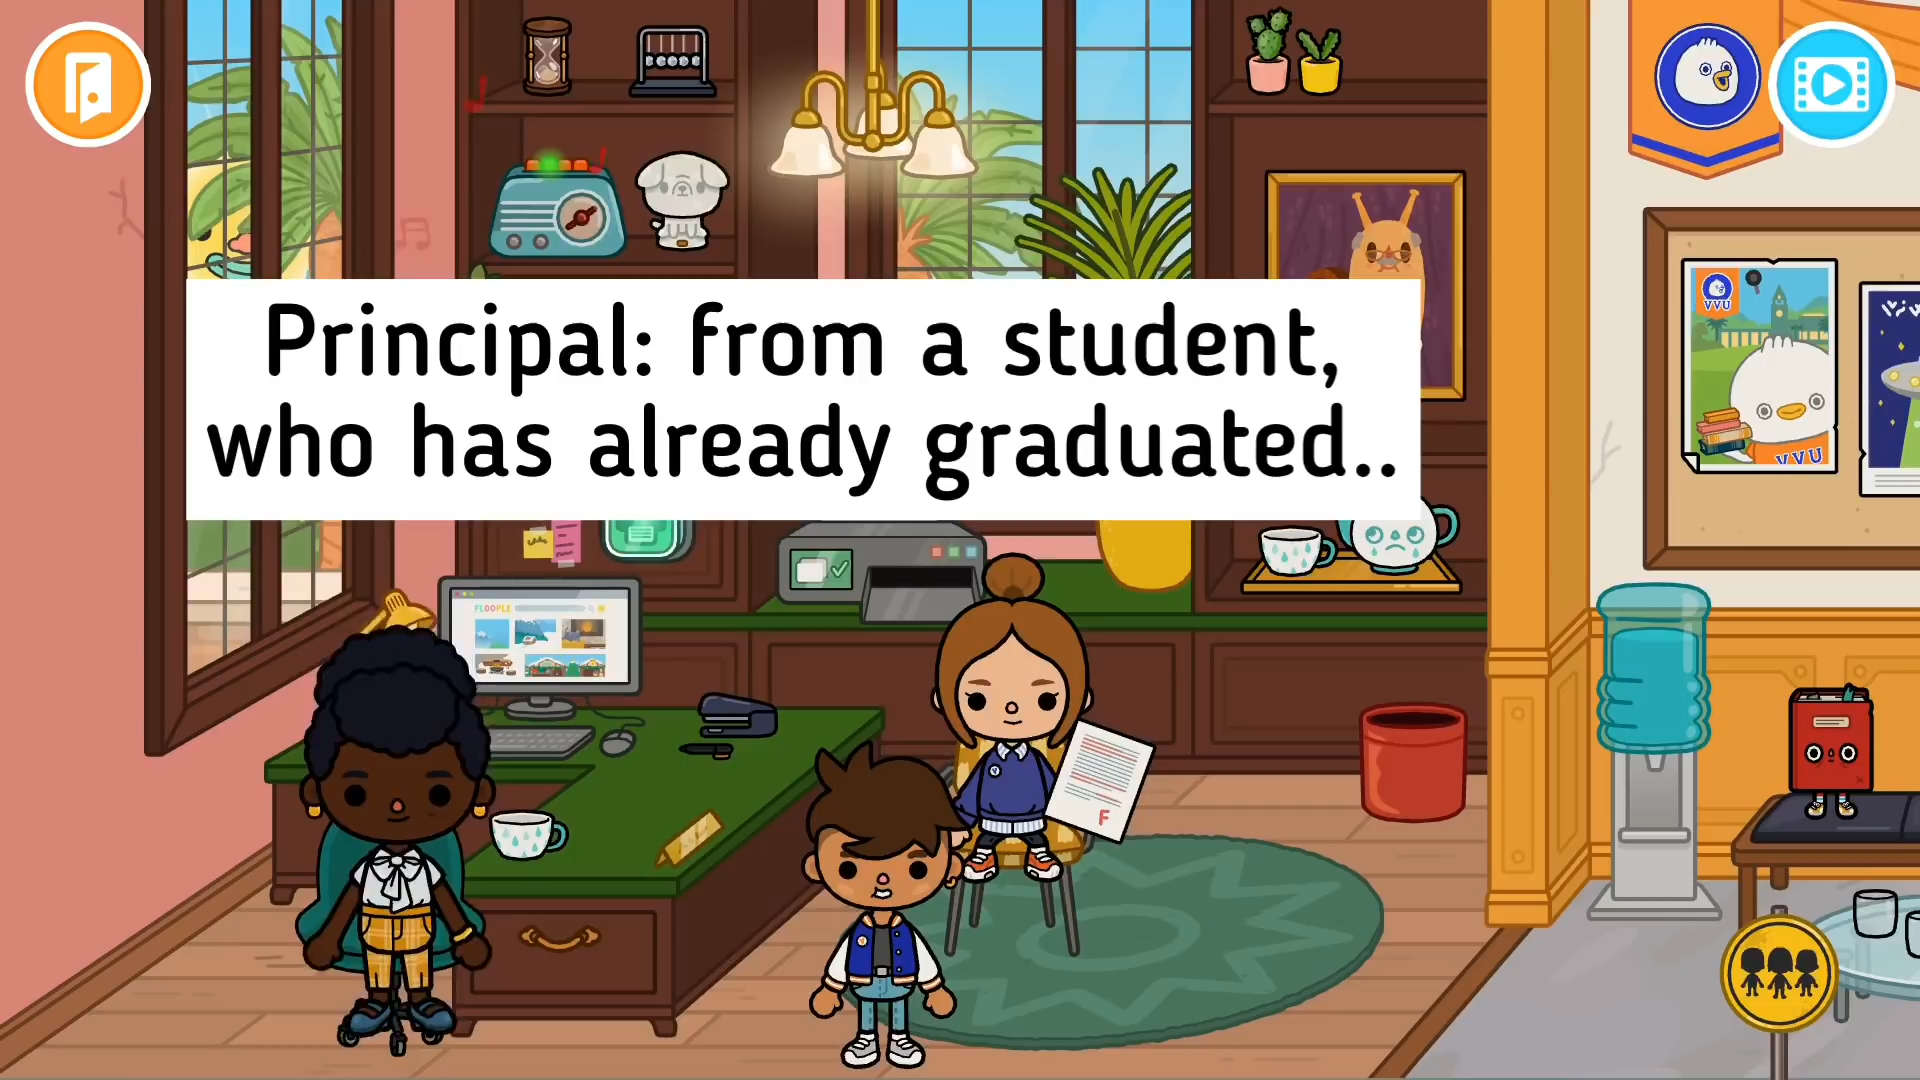 Principal: from a student,
who has already graduated..
VVU
VVU
FLOOPLE
F